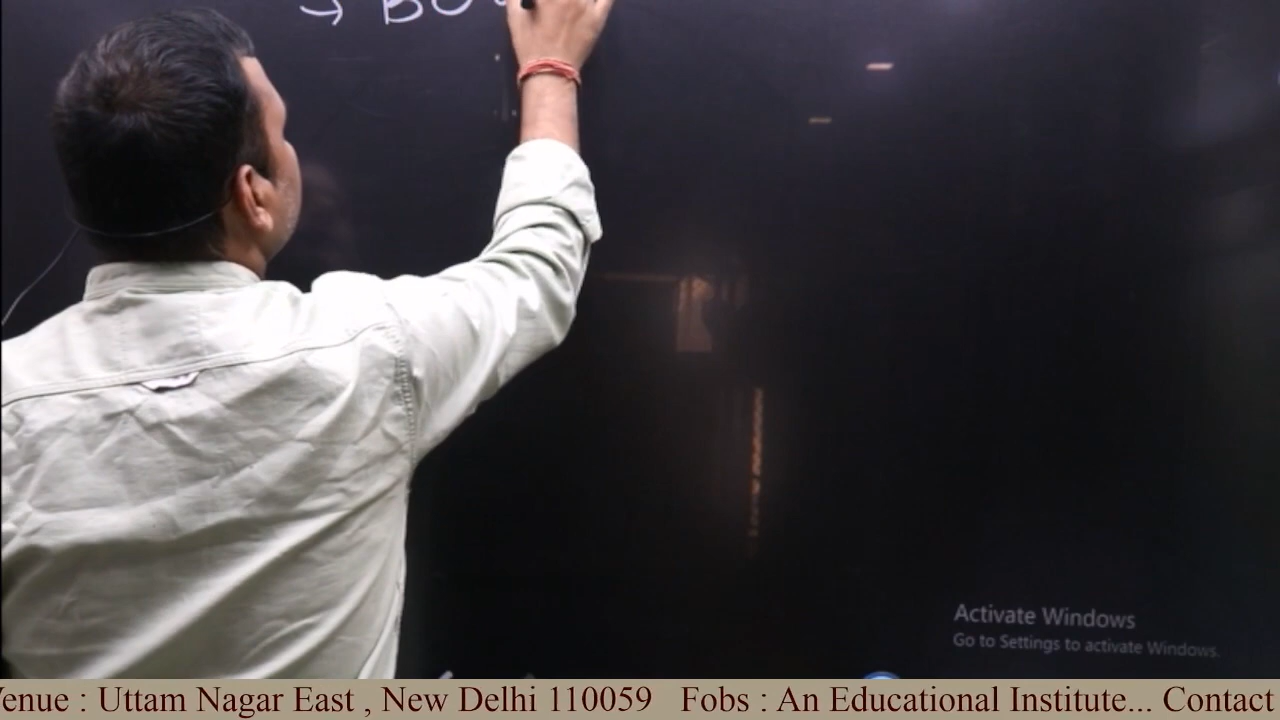 → BO
Activate Windows
Go to Settings to activate Windows.
Venue : Uttam Nagar East , New Delhi 110059 Fobs : An Educational Institute... Contact